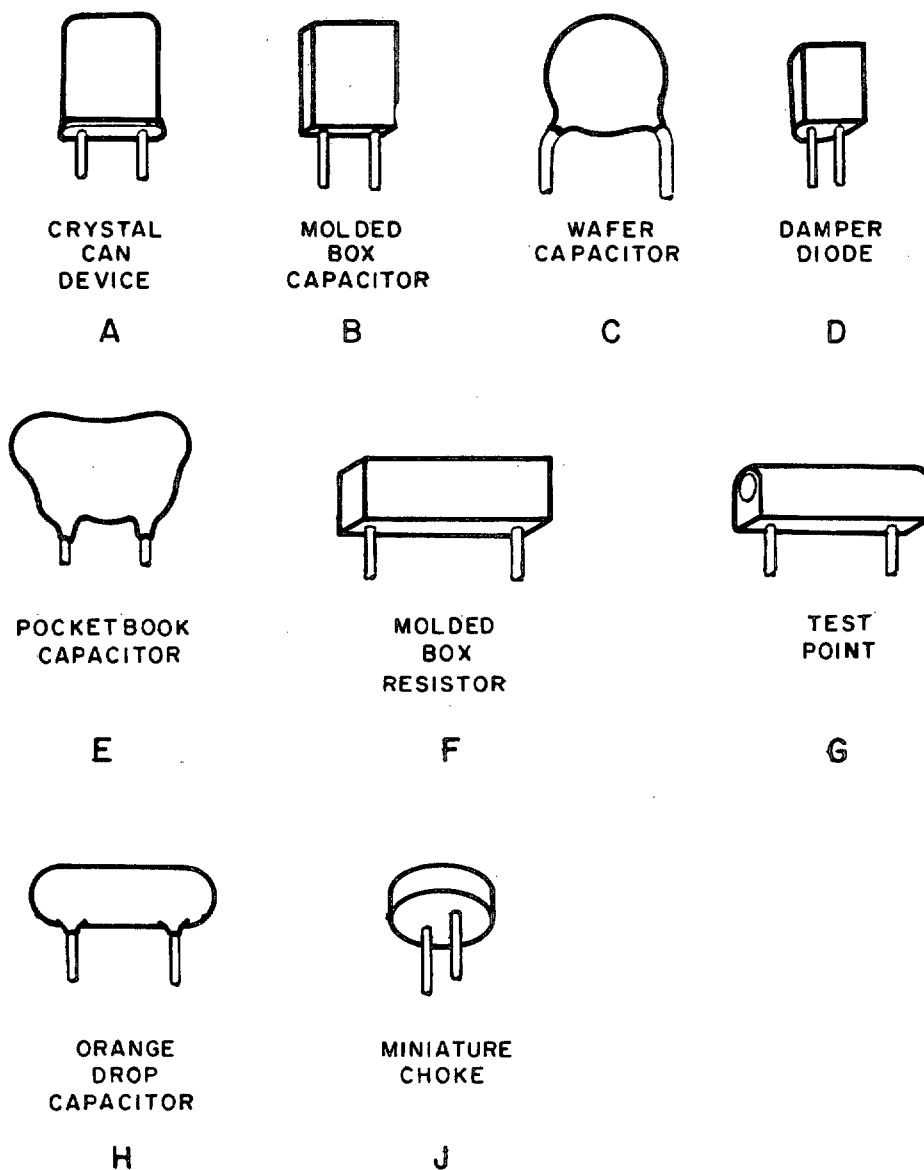 CRYSTAL
CAN
DEVICE
A
MOLDED
BOX
CAPACITOR
B
WAFER
CAPACITOR
C
DAMPER
DIODE
D
POCKETBOOK
CAPACITOR
E
MOLDED
BOX
RESISTOR
F
TEST
POINT
G
ORANGE
DROP
CAPACITOR
H
MINIATURE
CHOKE
J